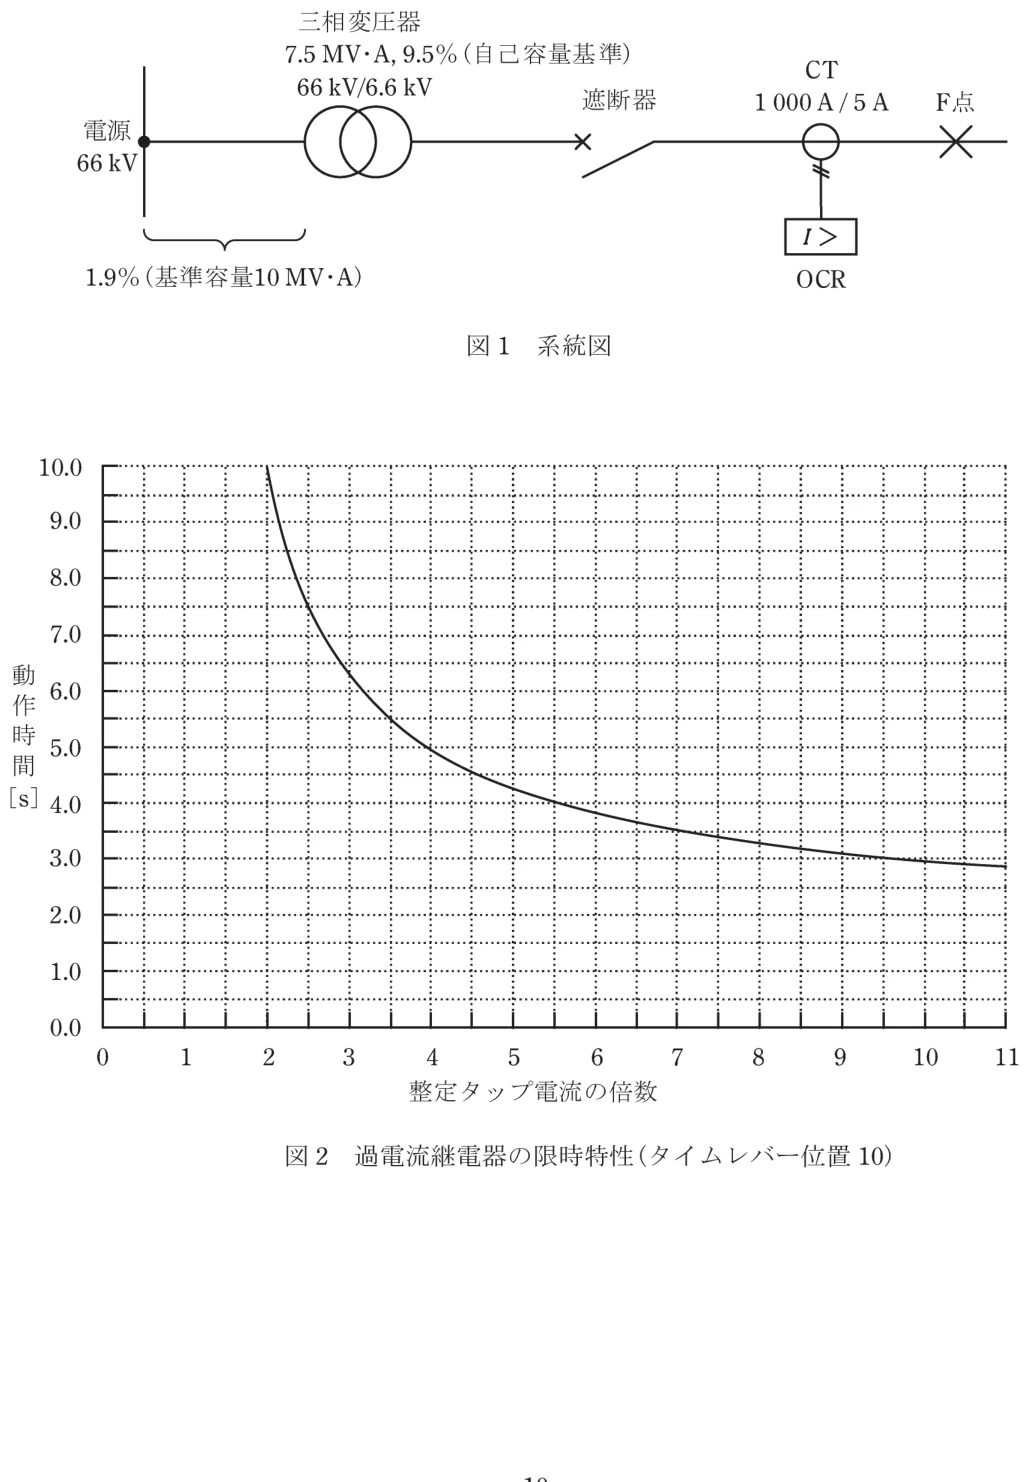 三相変圧器
7.5 MV·A, 9.5%(自己容量基準)
66 kV/6.6 kV
電源
66 kV
1.9%(基準容量10 MV·A)
遮断器
CT
1 000 A / 5 A
F点
I >
OCR
図 1 系統図
10.0
9.0
8.0
7.0
6.0
5.0
4.0
3.0
2.0
1.0
0.0
動作時間[s]
0 1 2 3 4 5 6 7 8 9 10 11
整定タップ電流の倍数
図 2 過電流継電器の限時特性(タイムレバー位置 10)
10